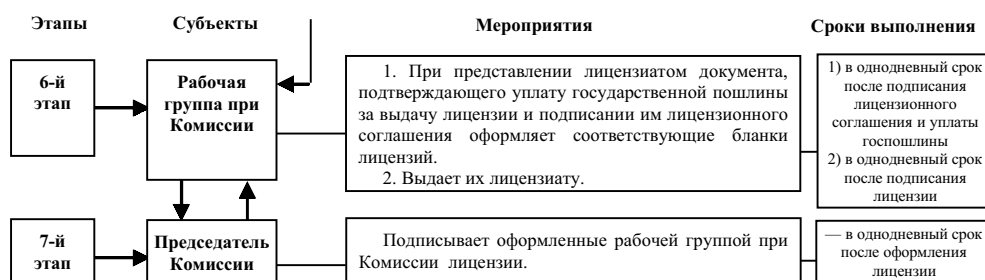 Этапы Субъекты Мероприятия Сроки выполнения
6-й
этап
Рабочая
группа при
Комиссии
1. При представлении лицензиатом документа,
подтверждающего уплату государственной пошлины
за выдачу лицензии и подписании им лицензионного
соглашения оформляет соответствующие бланки
лицензий.
2. Выдает их лицензиату.
1) в однодневный срок
после подписания
лицензионного
соглашения и уплаты
госпошлины
2) в однодневный срок
после подписания
лицензии
7-й
этап
Председатель
Комиссии
Подписывает оформленные рабочей группой при
Комиссии лицензии.
— в однодневный срок
после оформления
лицензии